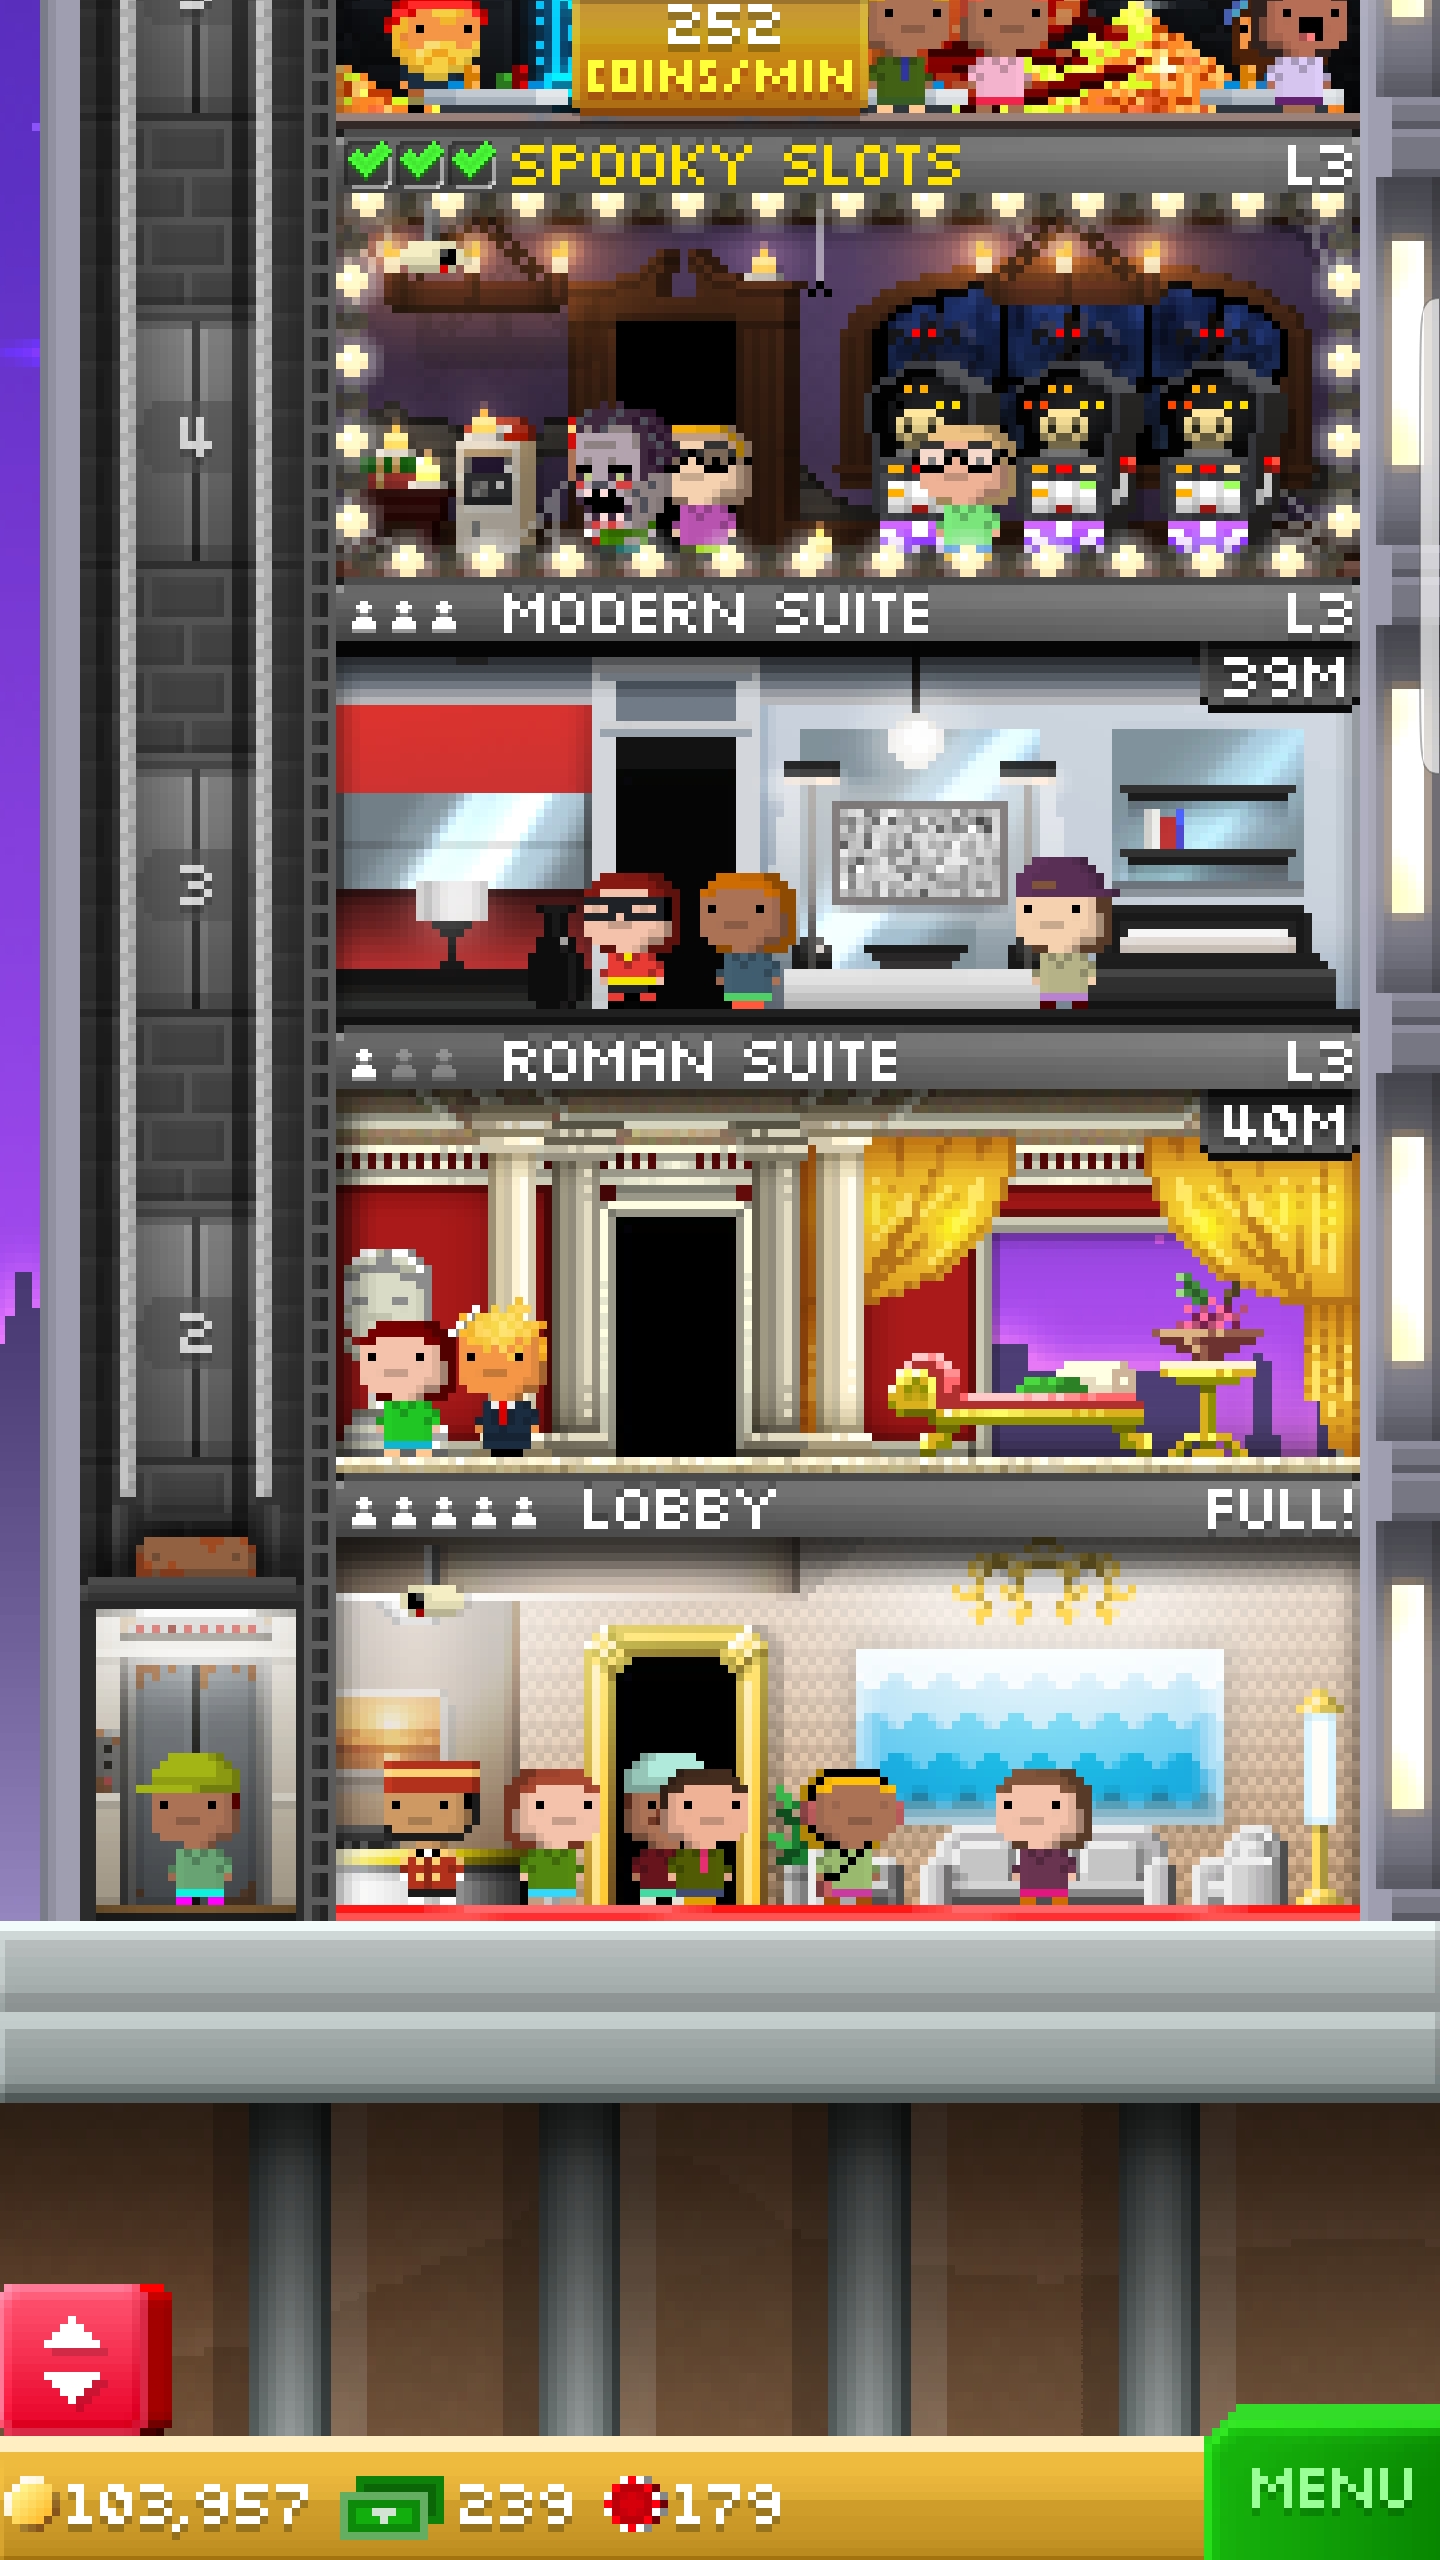 252
COINS/MIN
SPOOKY SLOTS L3
4
MODERN SUITE L3
39M
3
ROMAN SUITE L3
40M
2
LOBBY FULL!
MENU
103,957 239 179